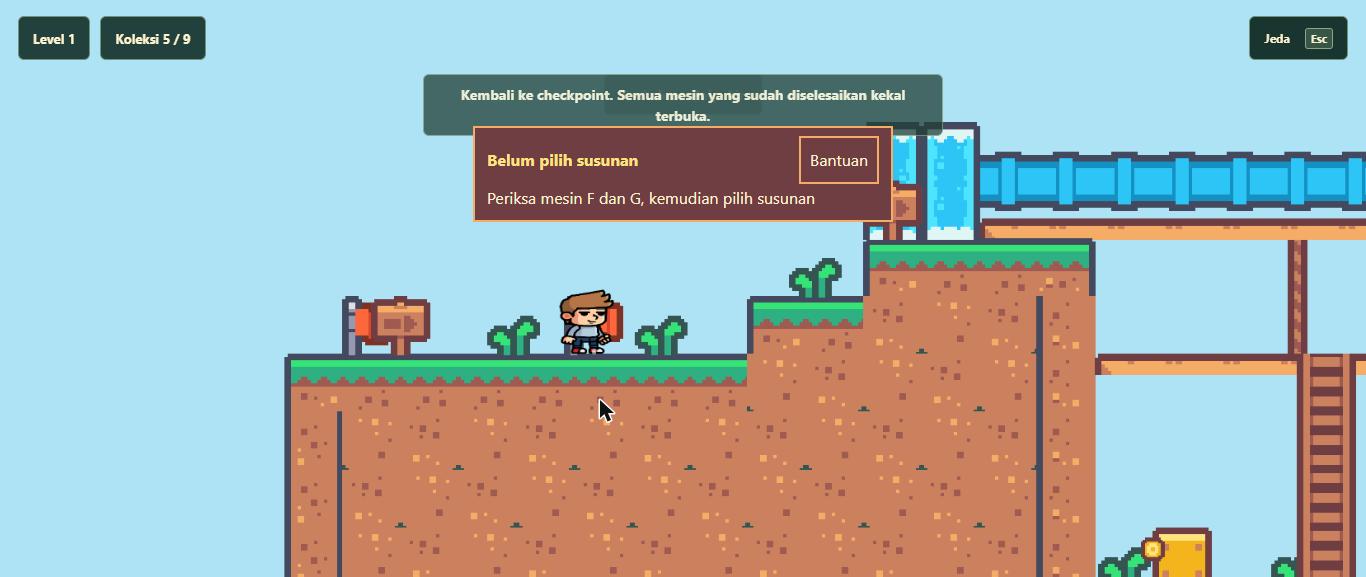 Level 1
Koleksi 5 / 9
Jeda Esc
Kembali ke checkpoint. Semua mesin yang sudah diselesaikan kekal
terbuka.
Belum pilih susunan
Bantuan
Periksa mesin F dan G, kemudian pilih susunan